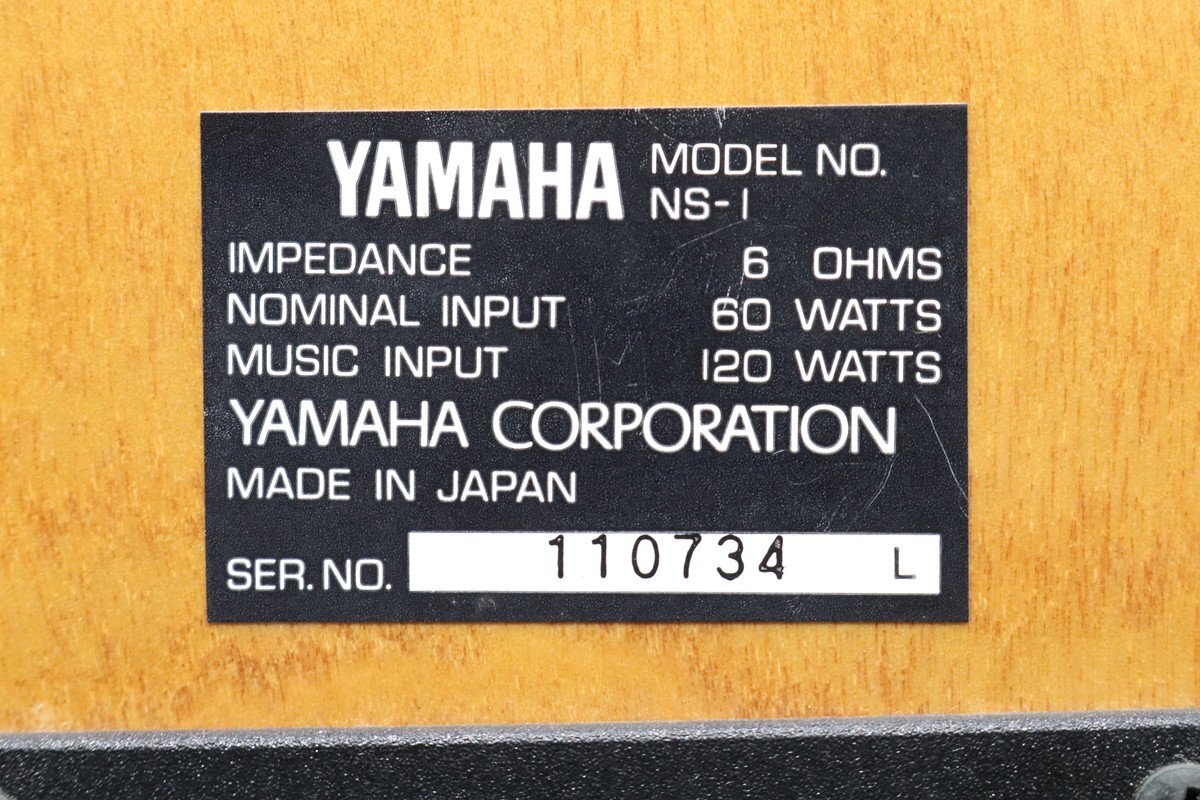 YAMAHA MODEL NO.
NS-1
IMPEDANCE 6 OHMS
NOMINAL INPUT 60 WATTS
MUSIC INPUT 120 WATTS
YAMAHA CORPORATION
MADE IN JAPAN
SER. NO. 110734 L